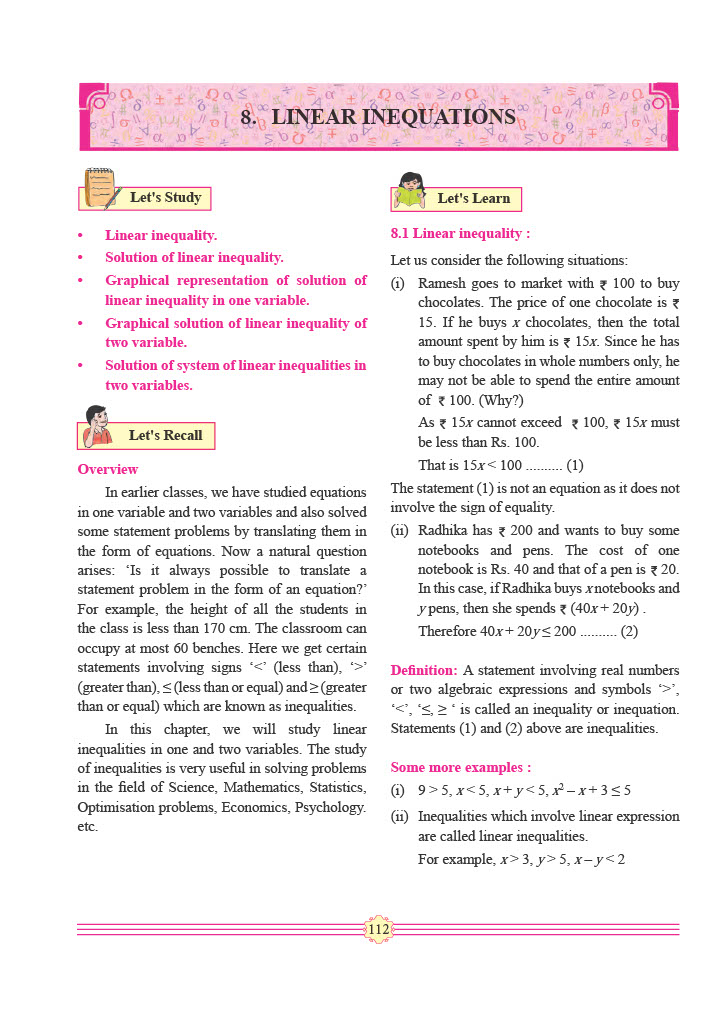 8. LINEAR INEQUATIONS
Let's Study
• Linear inequality.
• Solution of linear inequality.
• Graphical representation of solution of
linear inequality in one variable.
• Graphical solution of linear inequality of
two variable.
• Solution of system of linear inequalities in
two variables.
Let's Recall
Overview
In earlier classes, we have studied equations
in one variable and two variables and also solved
some statement problems by translating them in
the form of equations. Now a natural question
arises: ‘Is it always possible to translate a
statement problem in the form of an equation?’
For example, the height of all the students in
the class is less than 170 cm. The classroom can
occupy at most 60 benches. Here we get certain
statements involving signs ‘<’ (less than), ‘>’
(greater than), ≤ (less than or equal) and ≥ (greater
than or equal) which are known as inequalities.
In this chapter, we will study linear
inequalities in one and two variables. The study
of inequalities is very useful in solving problems
in the field of Science, Mathematics, Statistics,
Optimisation problems, Economics, Psychology.
etc.
Let's Learn
8.1 Linear inequality :
Let us consider the following situations:
(i) Ramesh goes to market with ₹ 100 to buy
chocolates. The price of one chocolate is ₹
15. If he buys x chocolates, then the total
amount spent by him is ₹ 15x. Since he has
to buy chocolates in whole numbers only, he
may not be able to spend the entire amount
of ₹ 100. (Why?)
As ₹ 15x cannot exceed ₹ 100, ₹ 15x must
be less than Rs. 100.
That is 15x < 100 .......... (1)
The statement (1) is not an equation as it does not
involve the sign of equality.
(ii) Radhika has ₹ 200 and wants to buy some
notebooks and pens. The cost of one
notebook is Rs. 40 and that of a pen is ₹ 20.
In this case, if Radhika buys x notebooks and
y pens, then she spends ₹ (40x + 20y) .
Therefore 40x + 20y ≤ 200 .......... (2)
Definition: A statement involving real numbers
or two algebraic expressions and symbols ‘>’,
‘<’, ‘≤, ≥ ‘ is called an inequality or inequation.
Statements (1) and (2) above are inequalities.
Some more examples :
(i) 9 > 5, x < 5, x + y < 5, x² – x + 3 ≤ 5
(ii) Inequalities which involve linear expression
are called linear inequalities.
For example, x > 3, y > 5, x – y < 2
112